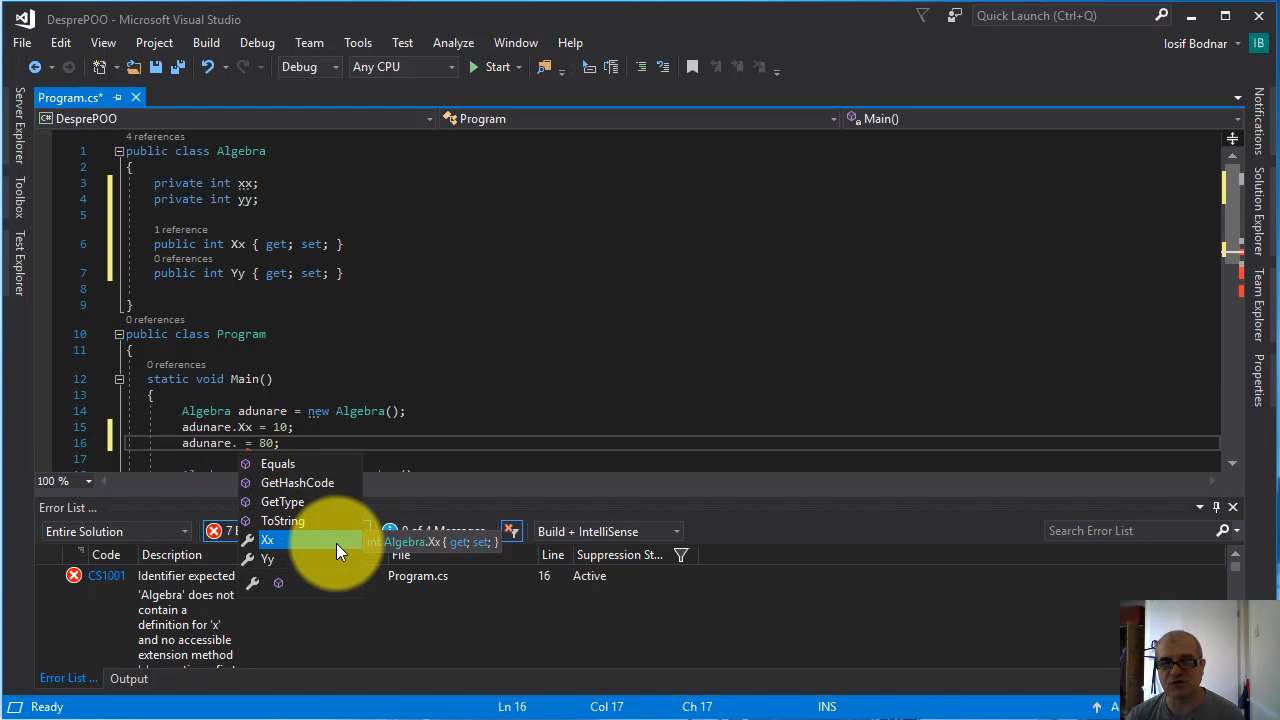 DesprePOO - Microsoft Visual Studio
Quick Launch (Ctrl+Q)
File Edit View Project Build Debug Team Tools Test Analyze Window Help
Iosif Bodnar IB
Debug Any CPU Start
Program.cs*
DesprePOO Program Main()
Server Explorer
Toolbox
Test Explorer
Notifications
Solution Explorer
Team Explorer
Properties
4 references
1 public class Algebra
2 {
3 private int xx;
4 private int yy;
5
1 reference
6 public int Xx { get; set; }
0 references
7 public int Yy { get; set; }
8
9 }
0 references
10 public class Program
11 {
0 references
12 static void Main()
13 {
14 Algebra adunare = new Algebra();
15 adunare.Xx = 10;
16 adunare. = 80;
100 %
Equals
GetHashCode
GetType
ToString
Xx
Yy
int Algebra.Xx { get; set; }
Error List ...
Entire Solution 7 of 4 Messages Build + IntelliSense Search Error List
Code Description File Line Suppression St...
CS1001 Identifier expected Program.cs 16 Active
'Algebra' does not
contain a
definition for 'x'
and no accessible
extension method
Error List ... Output
Ready Ln 16 Col 17 Ch 17 INS